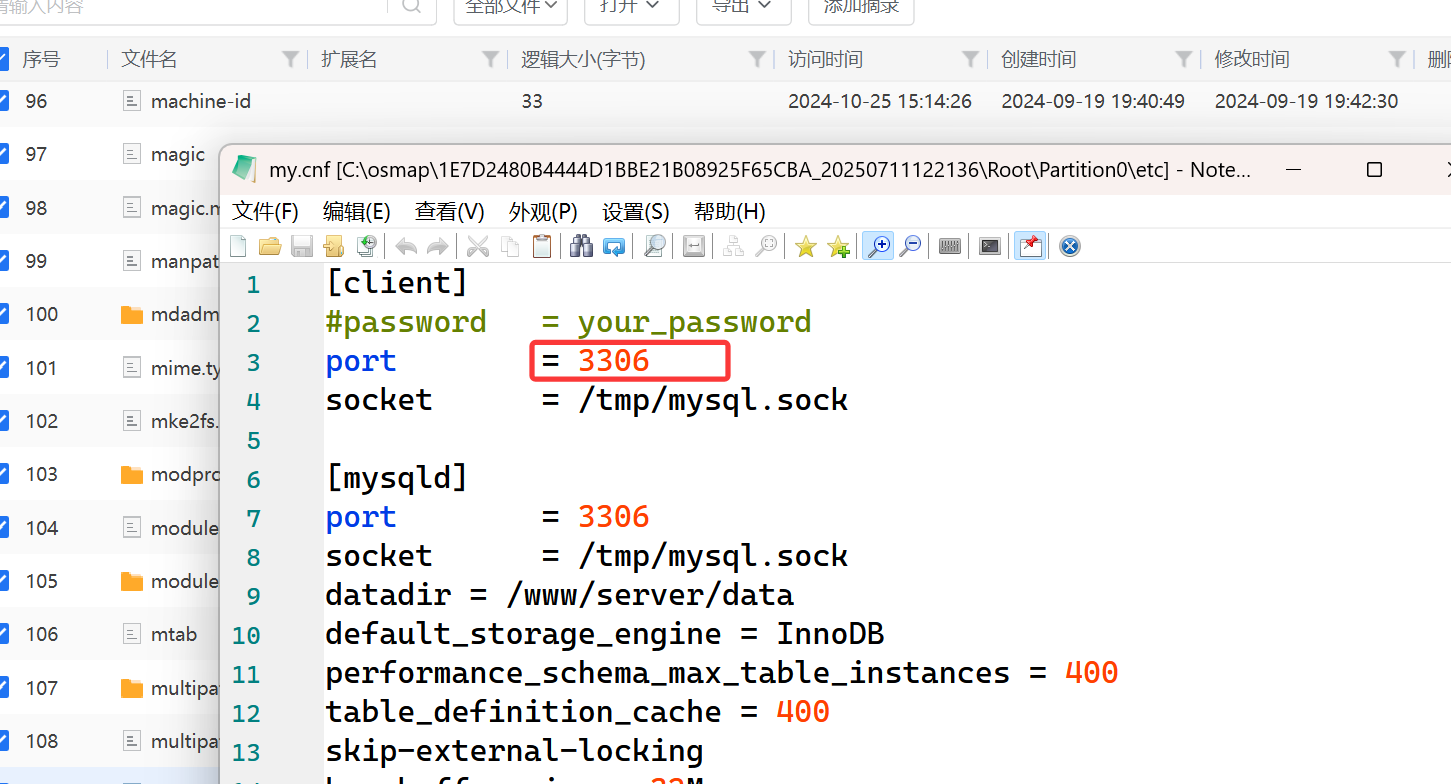 请输入内容
全部文件 打开 导出 添加摘录
序号 文件名 扩展名 逻辑大小(字节) 访问时间 创建时间 修改时间
96 machine-id 33 2024-10-25 15:14:26 2024-09-19 19:40:49 2024-09-19 19:42:30
97 magic
98 magic.m
99 manpat
100 mdadm
101 mime.ty
102 mke2fs.
103 modpro
104 module
105 module
106 mtab
107 multipa
108 multipa
my.cnf [C:\osmap\1E7D2480B4444D1BBE21B08925F65CBA_20250711122136\Root\Partition0\etc] - Note...
文件(F) 编辑(E) 查看(V) 外观(P) 设置(S) 帮助(H)
1 [client]
2 #password = your_password
3 port = 3306
4 socket = /tmp/mysql.sock
5
6 [mysqld]
7 port = 3306
8 socket = /tmp/mysql.sock
9 datadir = /www/server/data
10 default_storage_engine = InnoDB
11 performance_schema_max_table_instances = 400
12 table_definition_cache = 400
13 skip-external-locking